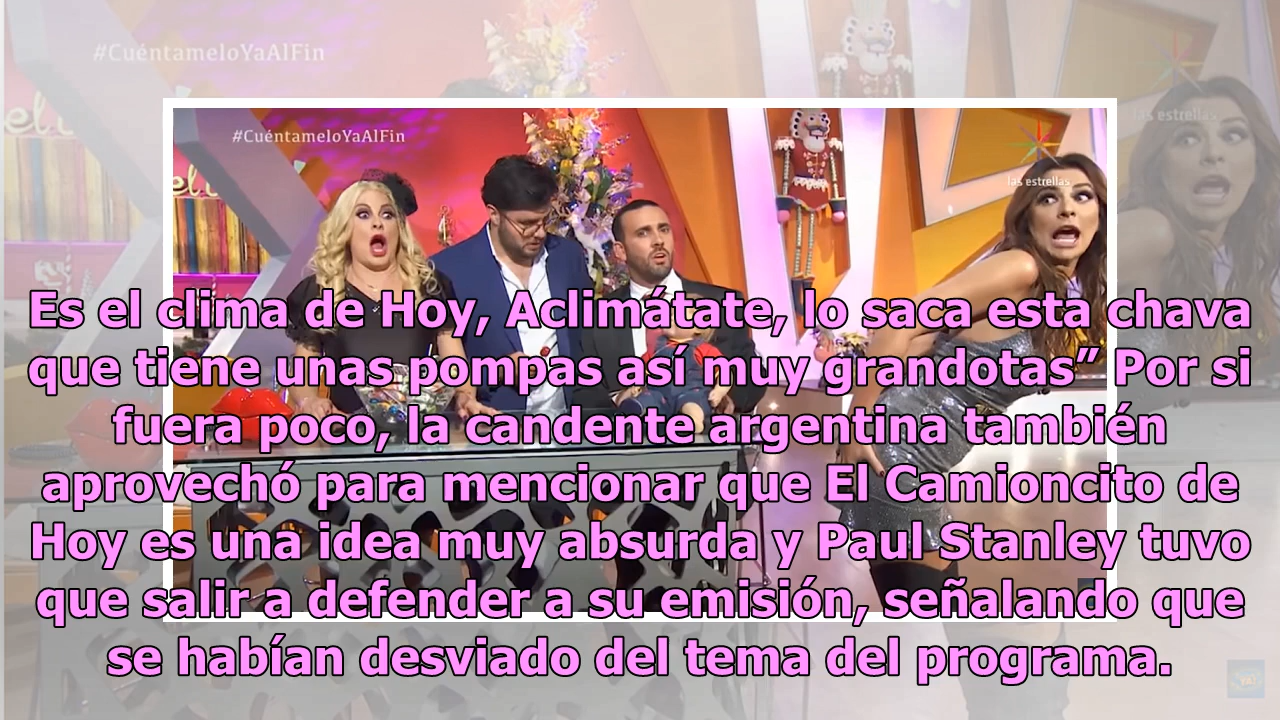 #CuéntameloYaAlFin
#CuéntameloYaAlFin
las estrellas
las estrellas
Es el clima de Hoy, Aclimátate, lo saca esta chava
que tiene unas pompas así muy grandotas” Por si
fuera poco, la candente argentina también
aprovechó para mencionar que El Camioncito de
Hoy es una idea muy absurda y Paul Stanley tuvo
que salir a defender a su emisión, señalando que
se habían desviado del tema del programa.